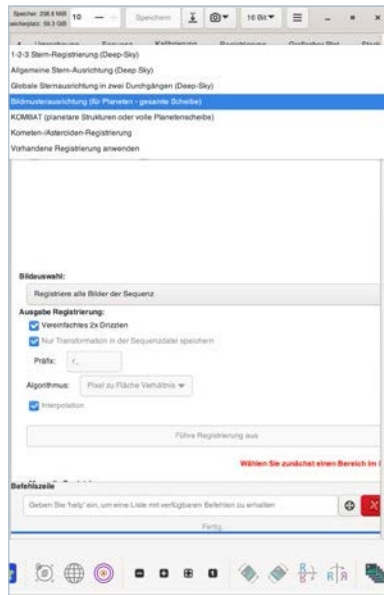 Speicher: 208.8 MiB
Speicherplatz: 59.3 GiB
10
Speichern
16 Bit
1-2-3 Stern-Registrierung (Deep-Sky)
Allgemeine Stern-Ausrichtung (Deep Sky)
Globale Sternausrichtung in zwei Durchgängen (Deep-Sky)
Bildmusterausrichtung (für Planeten - gesamte Scheibe)
KOMBAT (planetare Strukturen oder volle Planetenscheibe)
Kometen-/Asteroiden-Registrierung
Vorhandene Registrierung anwenden
Bildauswahl:
Registriere alle Bilder der Sequenz
Ausgabe Registrierung:
Vereinfachtes 2x Drizzlen
Nur Transformation in der Sequenzdatei speichern
Präfix: r_
Algorithmus: Pixel zu Fläche Verhältnis
Interpolation
Führe Registrierung aus
Wählen Sie zunächst einen Bereich im
Befehlszeile
Geben Sie 'help' ein, um eine Liste mit verfügbaren Befehlen zu erhalten
Fertig.